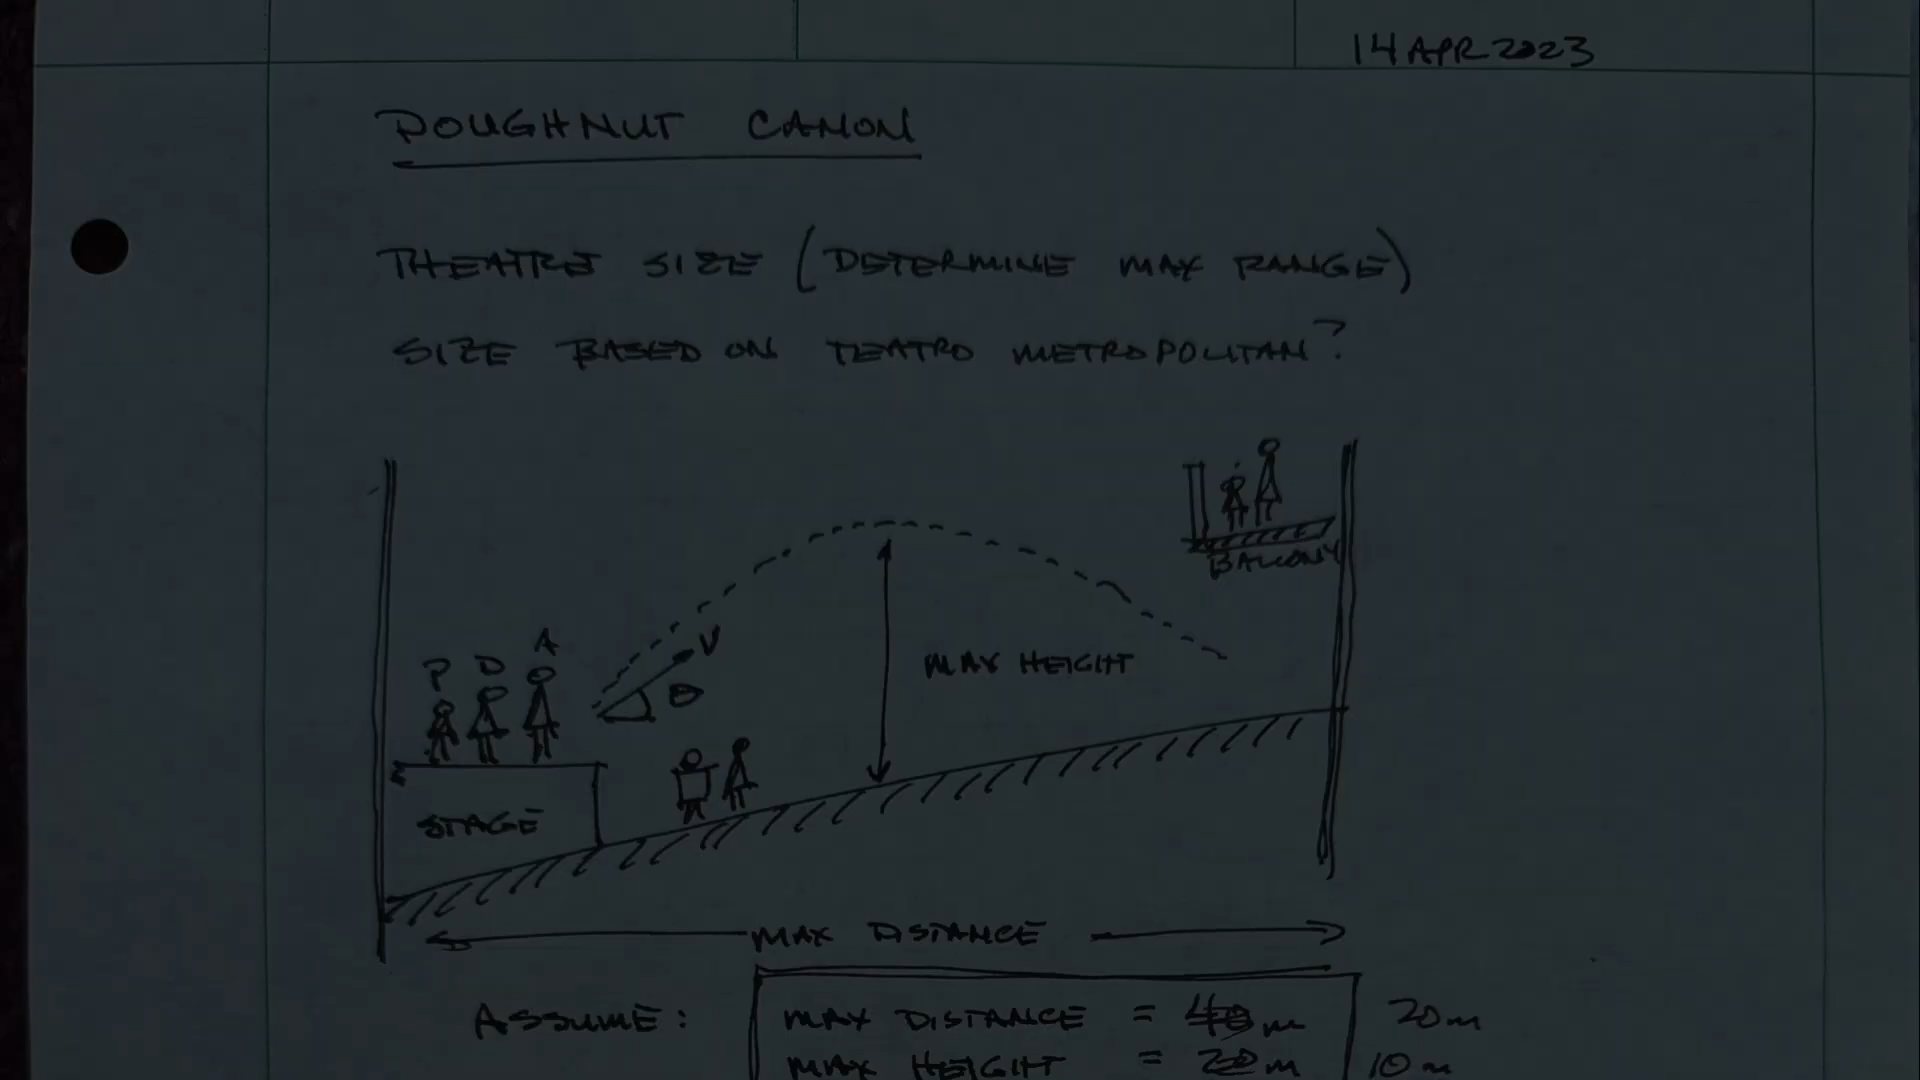 14 APR 2023
DOUGHNUT CANON
THEATRE SIZE (DETERMINE MAX RANGE)
SIZE BASED ON TEATRO METROPOLITAN?
BALCONY
P D A
V
θ
MAX HEIGHT
STAGE
MAX DISTANCE
ASSUME: MAX DISTANCE = 40m 20m
MAX HEIGHT = 20m 10m